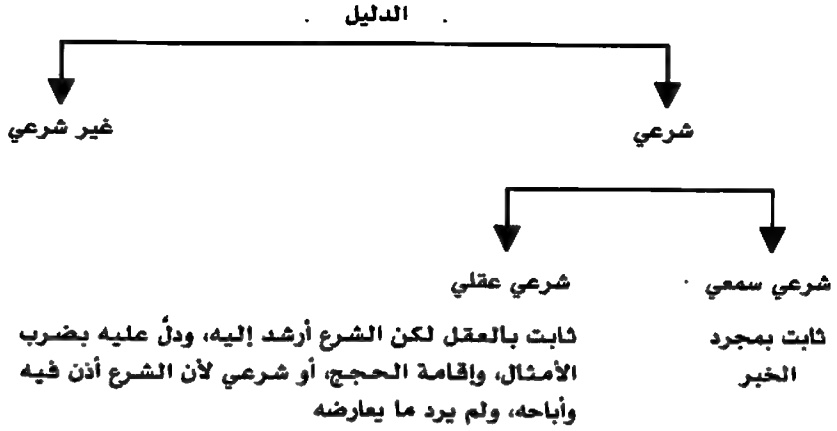 الدليل
شرعي
غير شرعي
شرعي سمعي
شرعي عقلي
ثابت بمجرد
الخبر
ثابت بالعقل لكن الشرع أرشد إليه، ودلَّ عليه بضرب
الأمثال، وإقامة الحجج، أو شرعي لأن الشرع أذن فيه
وأباحه، ولم يرد ما يعارضه